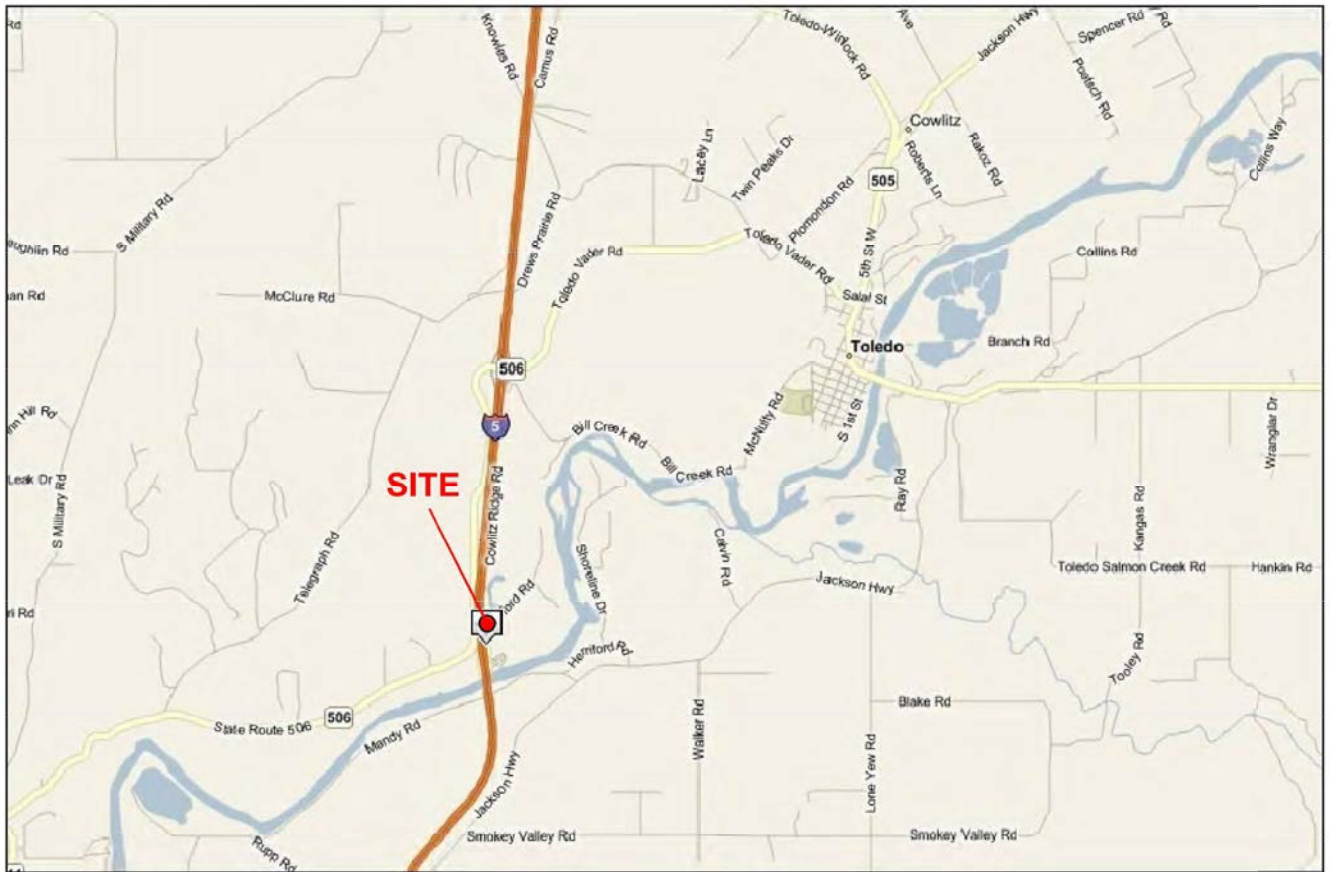 Rd
Knowles Rd
Camus Rd
Toledo-Winlock Rd
Ave
Jackson Hwy
Spencer Rd
Rd
Poetsch Rd
Cowlitz
Collins Way
Lacey Ln
Twin Peaks Dr
Rakoz Rd
505
Roberts Ln
Plomondon Rd
S Military Rd
Drews Prairie Rd
Toledo Vader Rd
Toledo Vader Rd
5th St W
Collins Rd
McClure Rd
Salal St
Toledo
Branch Rd
506
5
McNulty Rd
S 1st St
Bill Creek Rd
Bill Creek Rd
Wranglar Dr
Leak Dr
SITE
Cowlitz Ridge Rd
Ray Rd
Kangas Rd
S Military Rd
Telegraph Rd
Shoreline Dr
Calvin Rd
Jackson Hwy
Toledo Salmon Creek Rd
Hankin Rd
ford Rd
Herriford Rd
Tooley Rd
State Route 506
506
Mandy Rd
Walker Rd
Blake Rd
Lone Yew Rd
Jackson Hwy
Smokey Valley Rd
Smokey Valley Rd
Rupp Rd